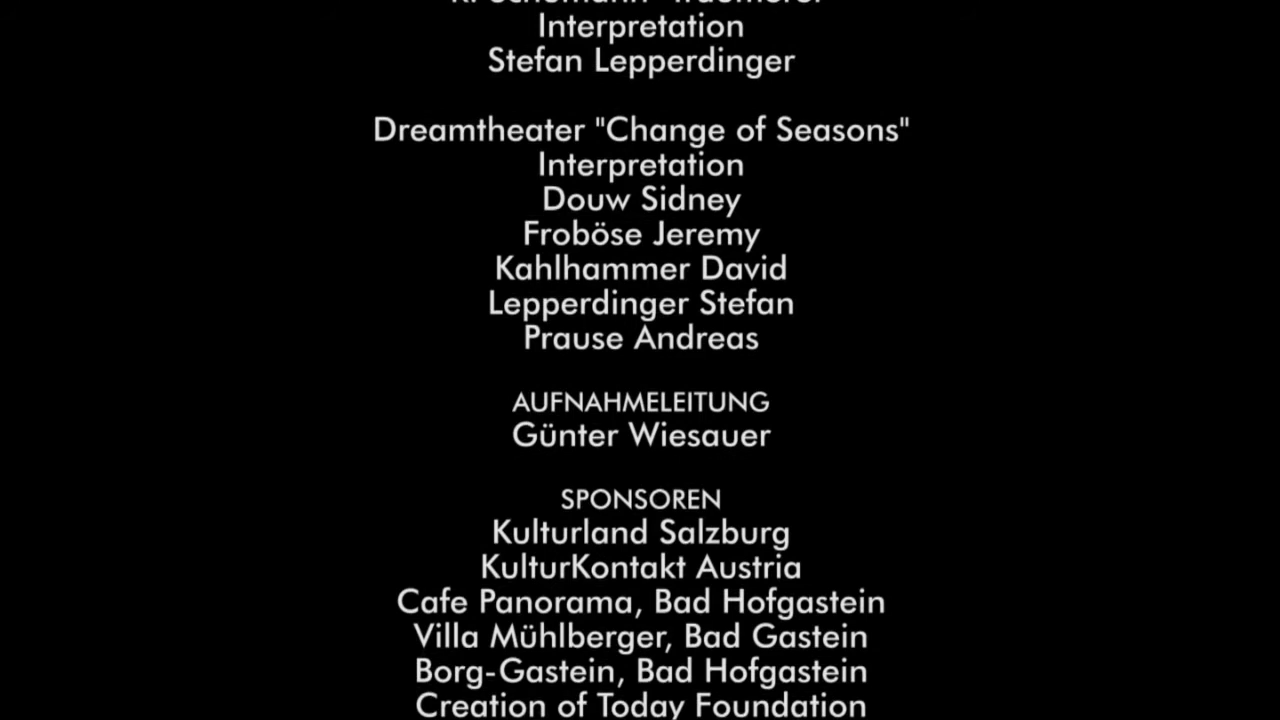 Interpretation
Stefan Lepperdinger
Dreamtheater "Change of Seasons"
Interpretation
Douw Sidney
Froböse Jeremy
Kahlhammer David
Lepperdinger Stefan
Prause Andreas
AUFNAHMELEITUNG
Günter Wiesauer
SPONSOREN
Kulturland Salzburg
KulturKontakt Austria
Cafe Panorama, Bad Hofgastein
Villa Mühlberger, Bad Gastein
Borg-Gastein, Bad Hofgastein
Creation of Today Foundation